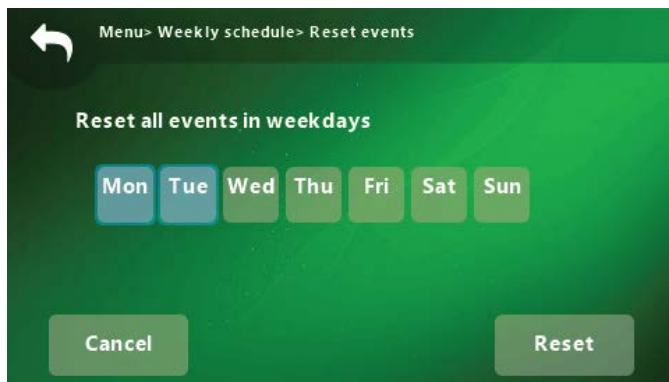 Menu> Weekly schedule> Reset events
Reset all events in weekdays
Mon Tue Wed Thu Fri Sat Sun
Cancel Reset